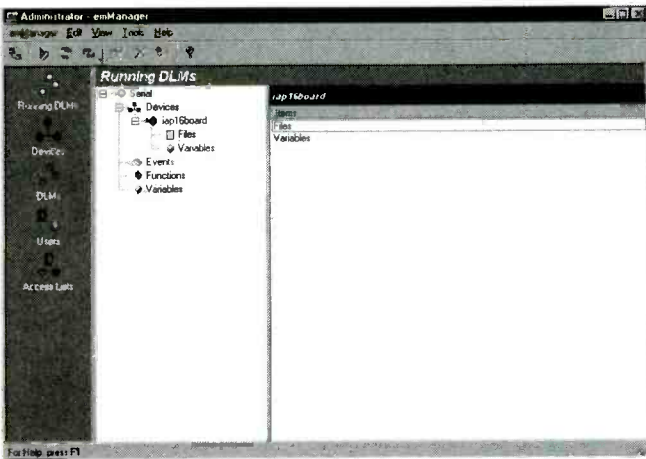 Administrator - emManager
emManager Edit View Tools Help
Running DLMs
Running DLMs
Devices
DLMs
Users
Access Lists
Serial
Devices
iap16board
Files
Variables
Events
Functions
Variables
iap16board
Items
Files
Variables
For Help, press F1